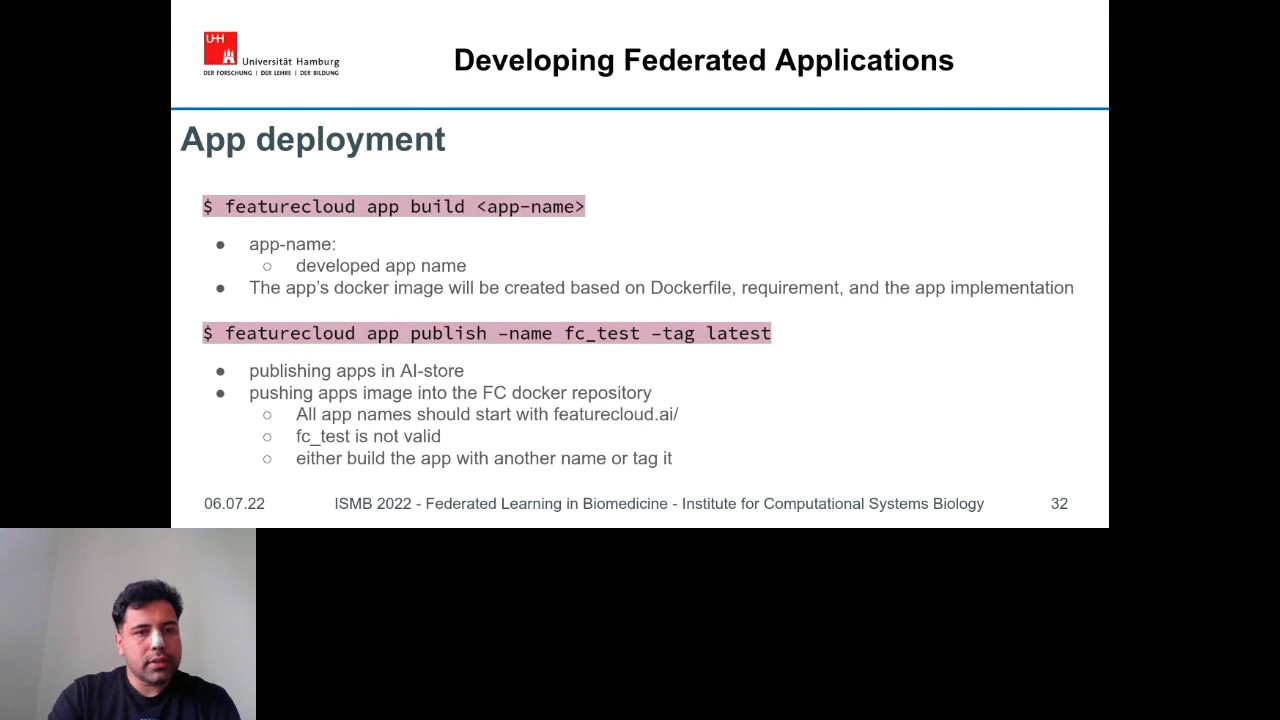 UHH
Universität Hamburg
DER FORSCHUNG | DER LEHRE | DER BILDUNG
Developing Federated Applications
App deployment
$ featurecloud app build <app-name>
● app-name:
○ developed app name
● The app’s docker image will be created based on Dockerfile, requirement, and the app implementation
$ featurecloud app publish –name fc_test –tag latest
● publishing apps in AI-store
● pushing apps image into the FC docker repository
○ All app names should start with featurecloud.ai/
○ fc_test is not valid
○ either build the app with another name or tag it
06.07.22 ISMB 2022 - Federated Learning in Biomedicine - Institute for Computational Systems Biology 32